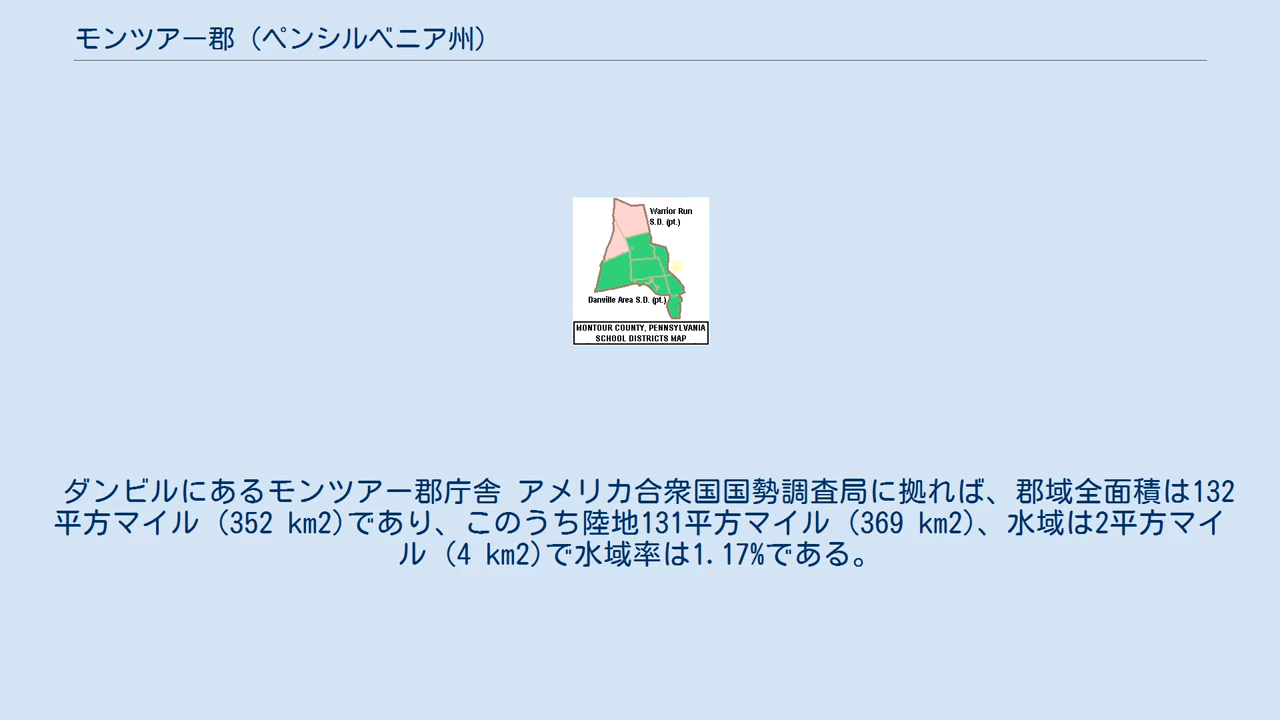 モンツアー郡 (ペンシルベニア州)
Warrior Run
S.D. (pt.)
Danville Area S.D. (pt.)
MONTOUR COUNTY, PENNSYLVANIA
SCHOOL DISTRICTS MAP
ダンビルにあるモンツアー郡庁舎 アメリカ合衆国国勢調査局に拠れば、郡域全面積は132
平方マイル (352 km2)であり、このうち陸地131平方マイル (369 km2)、水域は2平方マイ
ル (4 km2)で水域率は1.17%である。